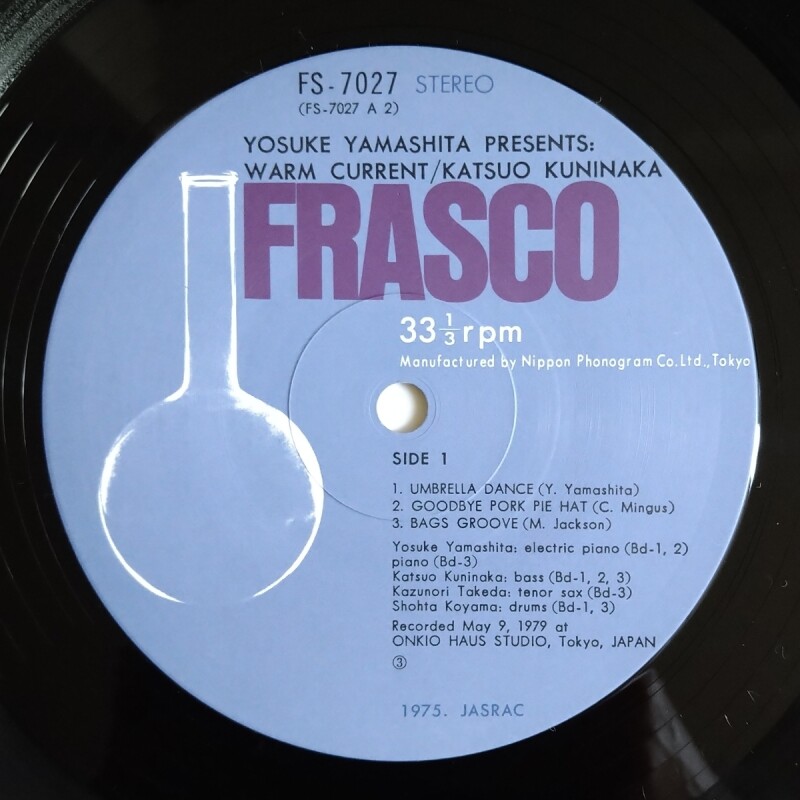 FS-7027 STEREO
(FS-7027 A 2)
YOSUKE YAMASHITA PRESENTS:
WARM CURRENT/KATSUO KUNINAKA
FRASCO
33 1/3 rpm
Manufactured by Nippon Phonogram Co.Ltd.,Tokyo
SIDE 1
1. UMBRELLA DANCE (Y. Yamashita)
2. GOODBYE PORK PIE HAT (C. Mingus)
3. BAGS GROOVE (M. Jackson)
Yosuke Yamashita: electric piano (Bd-1, 2)
piano (Bd-3)
Katsuo Kuninaka: bass (Bd-1, 2, 3)
Kazunori Takeda: tenor sax (Bd-3)
Shohta Koyama: drums (Bd-1, 3)
Recorded May 9, 1979 at
ONKIO HAUS STUDIO, Tokyo, JAPAN
③
1975. JASRAC